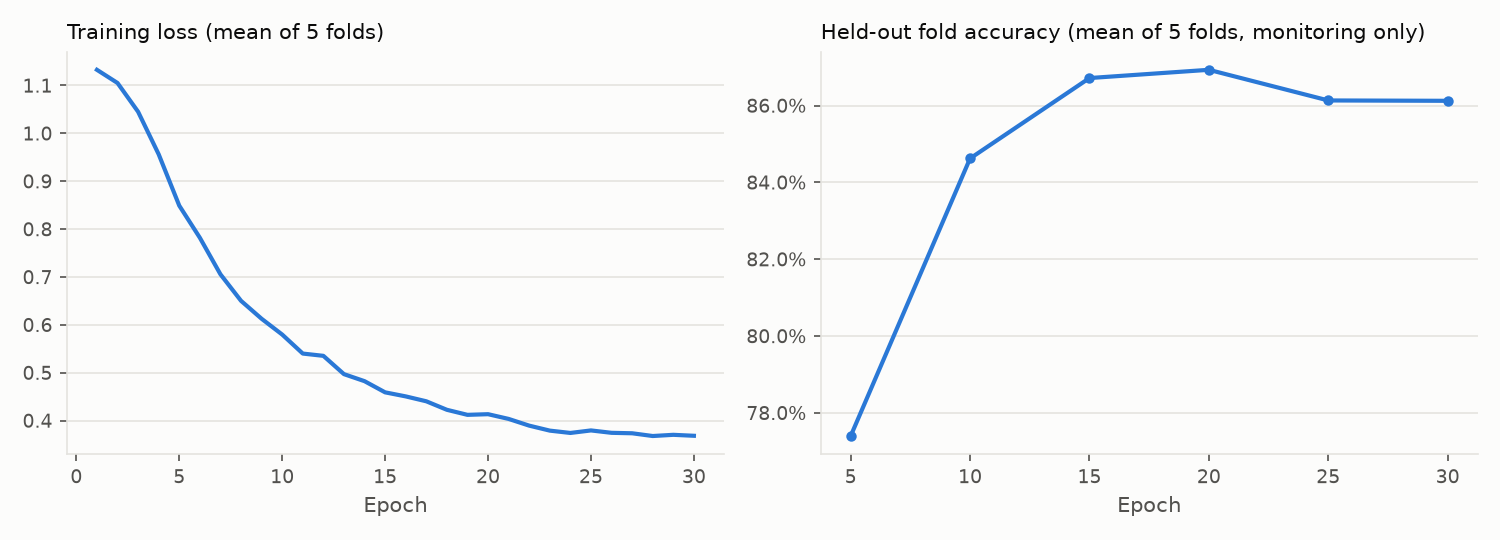 Training loss (mean of 5 folds)
1.1
1.0
0.9
0.8
0.7
0.6
0.5
0.4
0 5 10 15 20 25 30
Epoch
Held-out fold accuracy (mean of 5 folds, monitoring only)
86.0%
84.0%
82.0%
80.0%
78.0%
5 10 15 20 25 30
Epoch